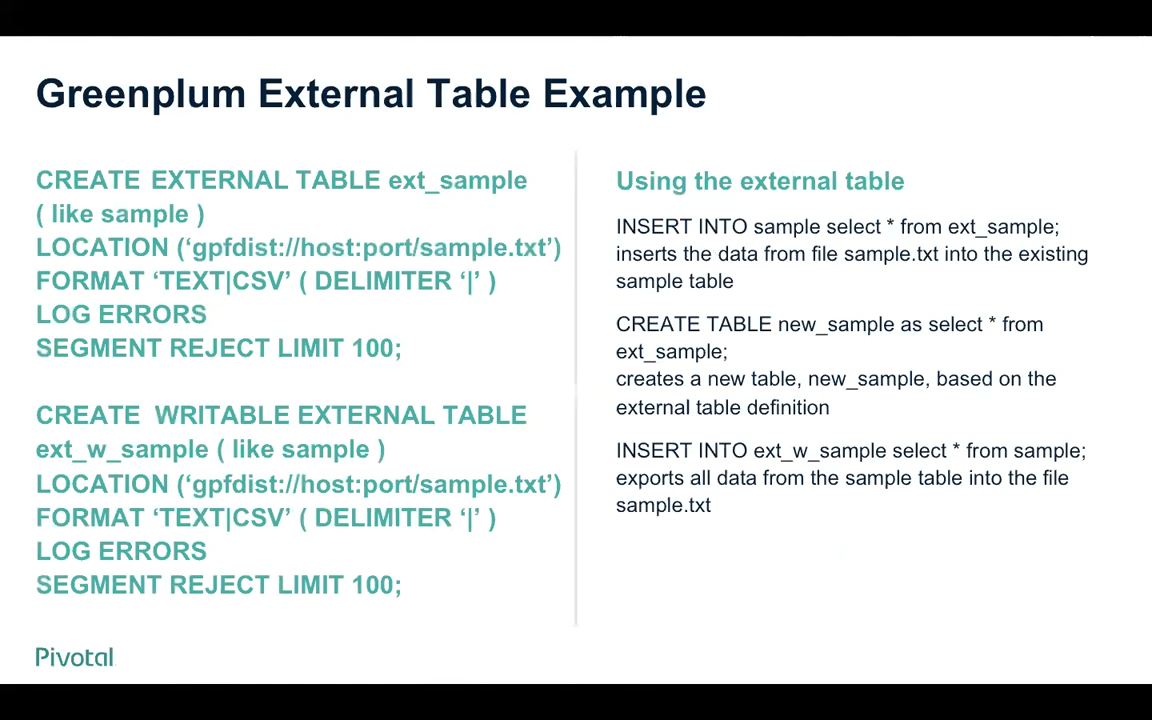 Greenplum External Table Example
CREATE EXTERNAL TABLE ext_sample
( like sample )
LOCATION (‘gpfdist://host:port/sample.txt’)
FORMAT ‘TEXT|CSV’ ( DELIMITER ‘|’ )
LOG ERRORS
SEGMENT REJECT LIMIT 100;
CREATE WRITABLE EXTERNAL TABLE
ext_w_sample ( like sample )
LOCATION (‘gpfdist://host:port/sample.txt’)
FORMAT ‘TEXT|CSV’ ( DELIMITER ‘|’ )
LOG ERRORS
SEGMENT REJECT LIMIT 100;
Using the external table
INSERT INTO sample select * from ext_sample;
inserts the data from file sample.txt into the existing
sample table
CREATE TABLE new_sample as select * from
ext_sample;
creates a new table, new_sample, based on the
external table definition
INSERT INTO ext_w_sample select * from sample;
exports all data from the sample table into the file
sample.txt
Pivotal